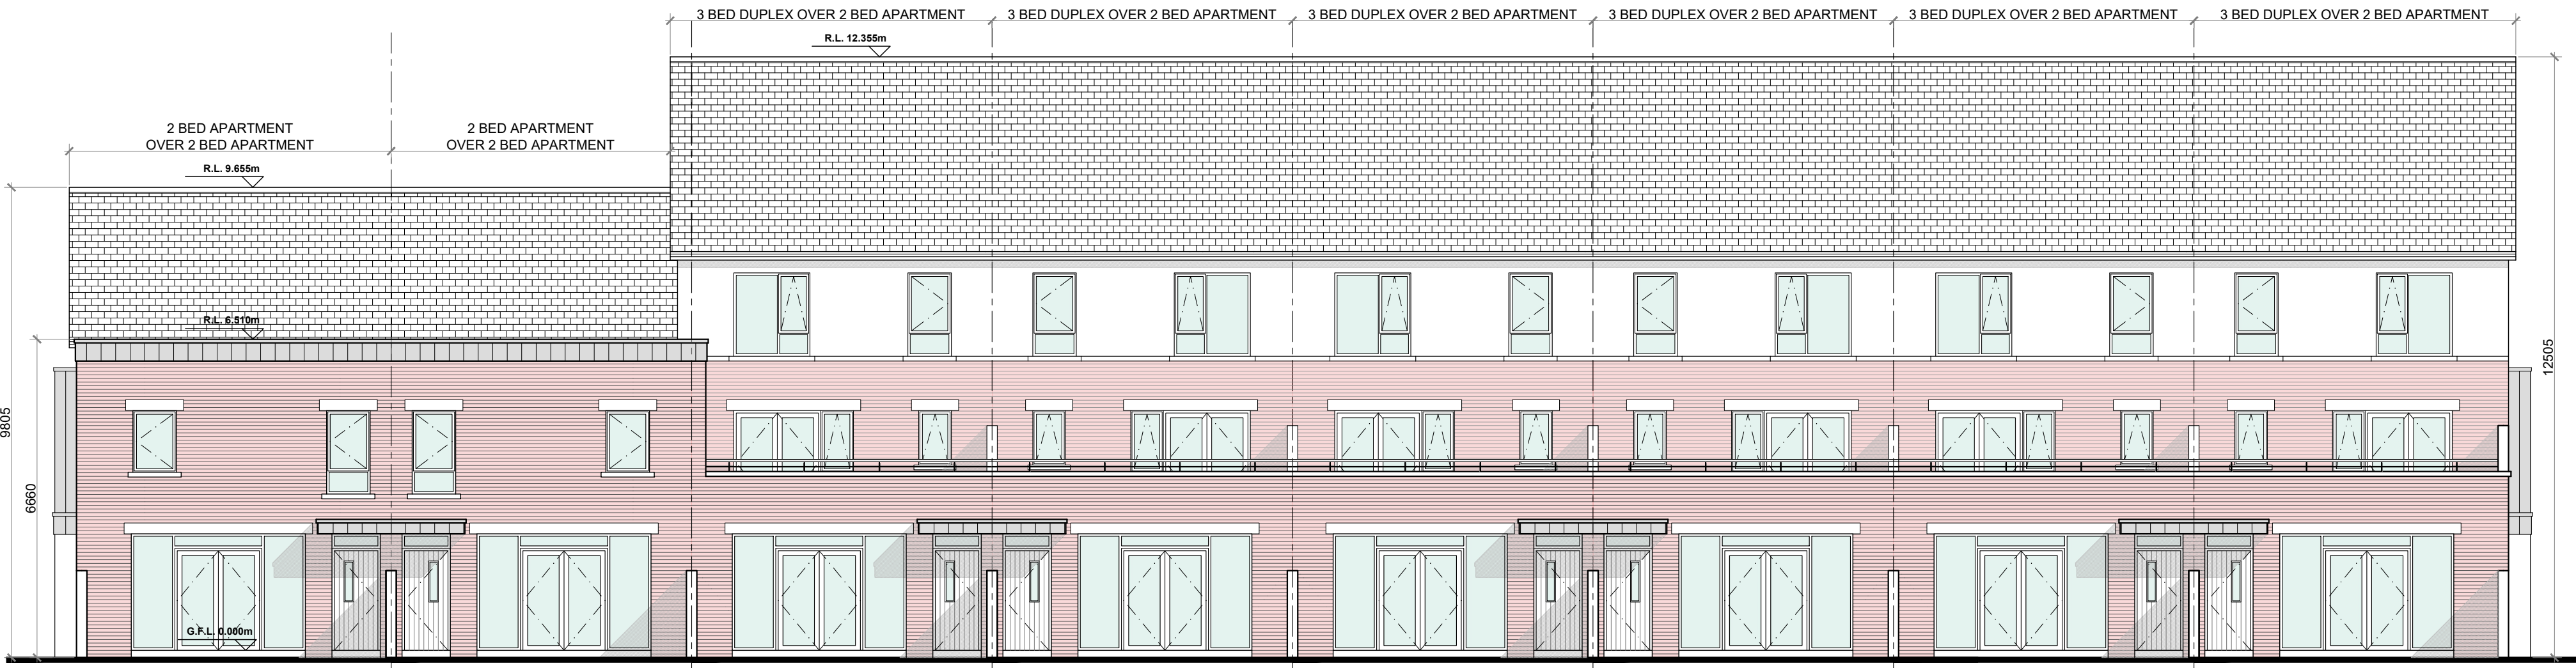 3 BED DUPLEX OVER 2 BED APARTMENT
3 BED DUPLEX OVER 2 BED APARTMENT
3 BED DUPLEX OVER 2 BED APARTMENT
3 BED DUPLEX OVER 2 BED APARTMENT
3 BED DUPLEX OVER 2 BED APARTMENT
3 BED DUPLEX OVER 2 BED APARTMENT
R.L. 12.355m
2 BED APARTMENT
OVER 2 BED APARTMENT
2 BED APARTMENT
OVER 2 BED APARTMENT
R.L. 9.655m
R.L. 6.510m
9805
6660
12505
G.F.L. 0.000m